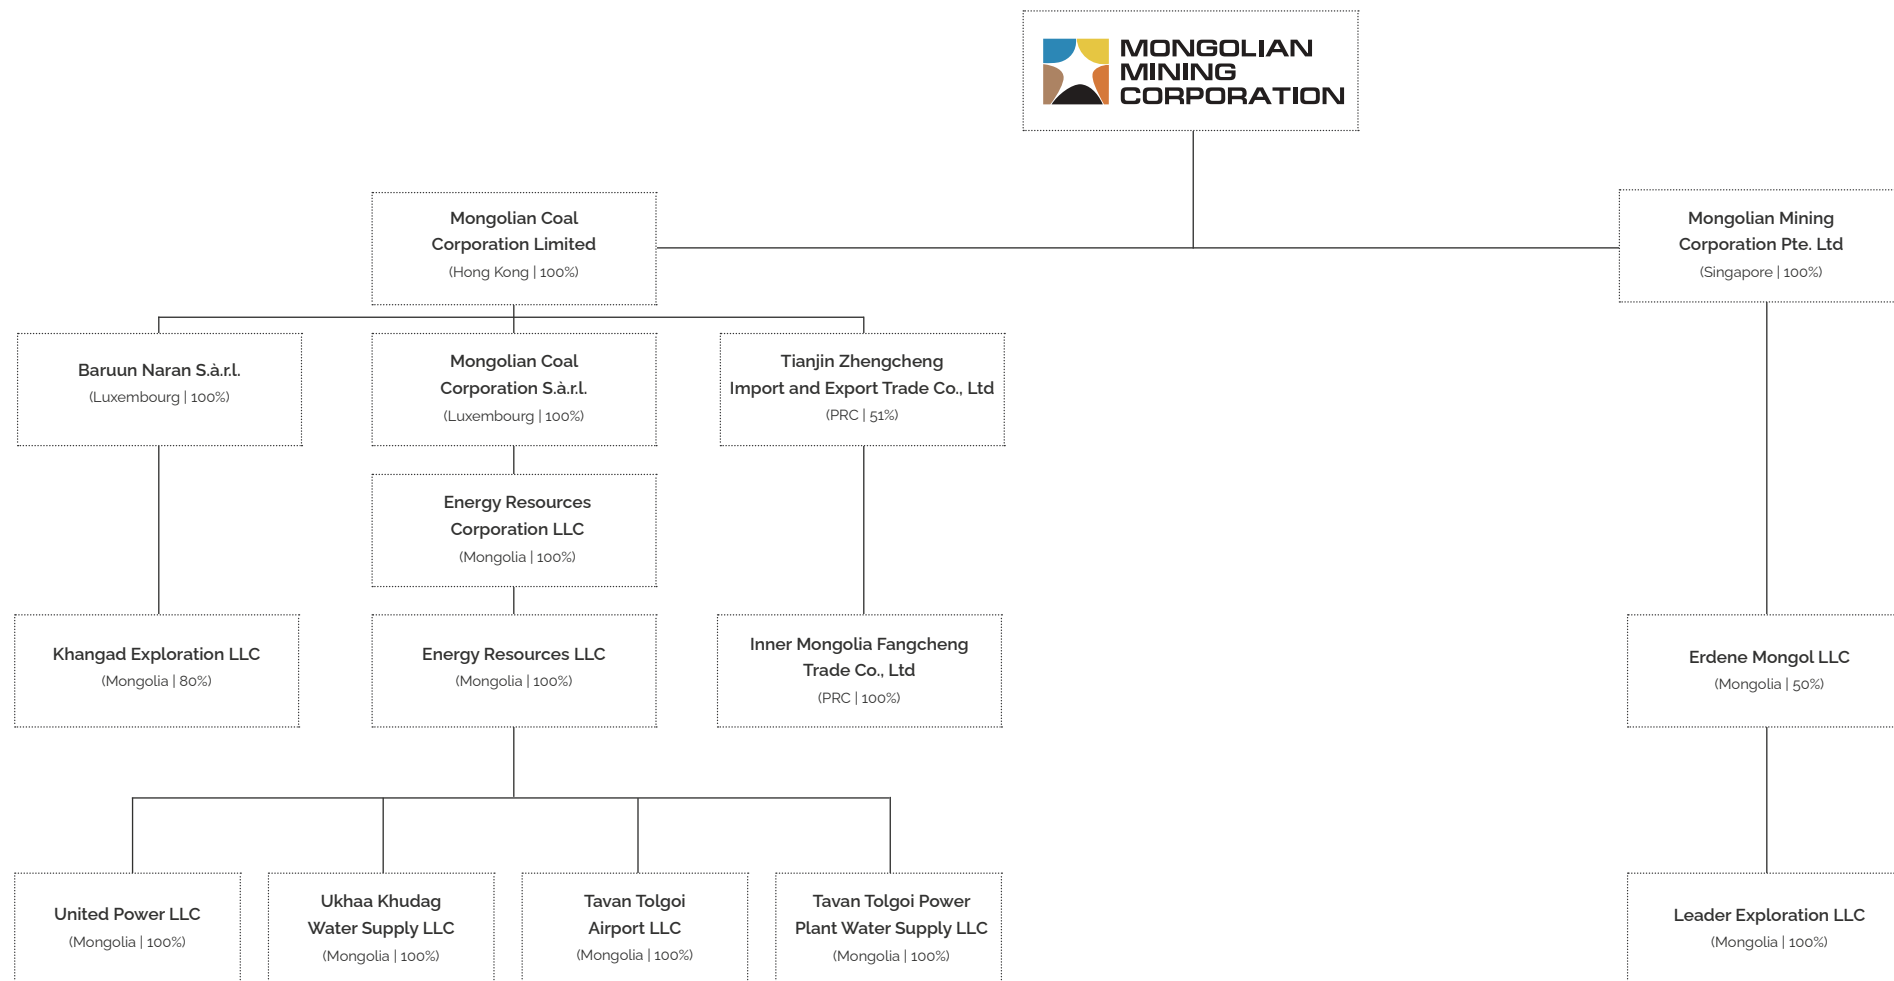 MONGOLIAN
MINING
CORPORATION
Mongolian Coal
Corporation Limited
(Hong Kong | 100%)
Mongolian Mining
Corporation Pte. Ltd
(Singapore | 100%)
Baruun Naran S.à.r.l.
(Luxembourg | 100%)
Mongolian Coal
Corporation S.à.r.l.
(Luxembourg | 100%)
Tianjin Zhengcheng
Import and Export Trade Co., Ltd
(PRC | 51%)
Energy Resources
Corporation LLC
(Mongolia | 100%)
Khangad Exploration LLC
(Mongolia | 80%)
Energy Resources LLC
(Mongolia | 100%)
Inner Mongolia Fangcheng
Trade Co., Ltd
(PRC | 100%)
Erdene Mongol LLC
(Mongolia | 50%)
United Power LLC
(Mongolia | 100%)
Ukhaa Khudag
Water Supply LLC
(Mongolia | 100%)
Tavan Tolgoi
Airport LLC
(Mongolia | 100%)
Tavan Tolgoi Power
Plant Water Supply LLC
(Mongolia | 100%)
Leader Exploration LLC
(Mongolia | 100%)